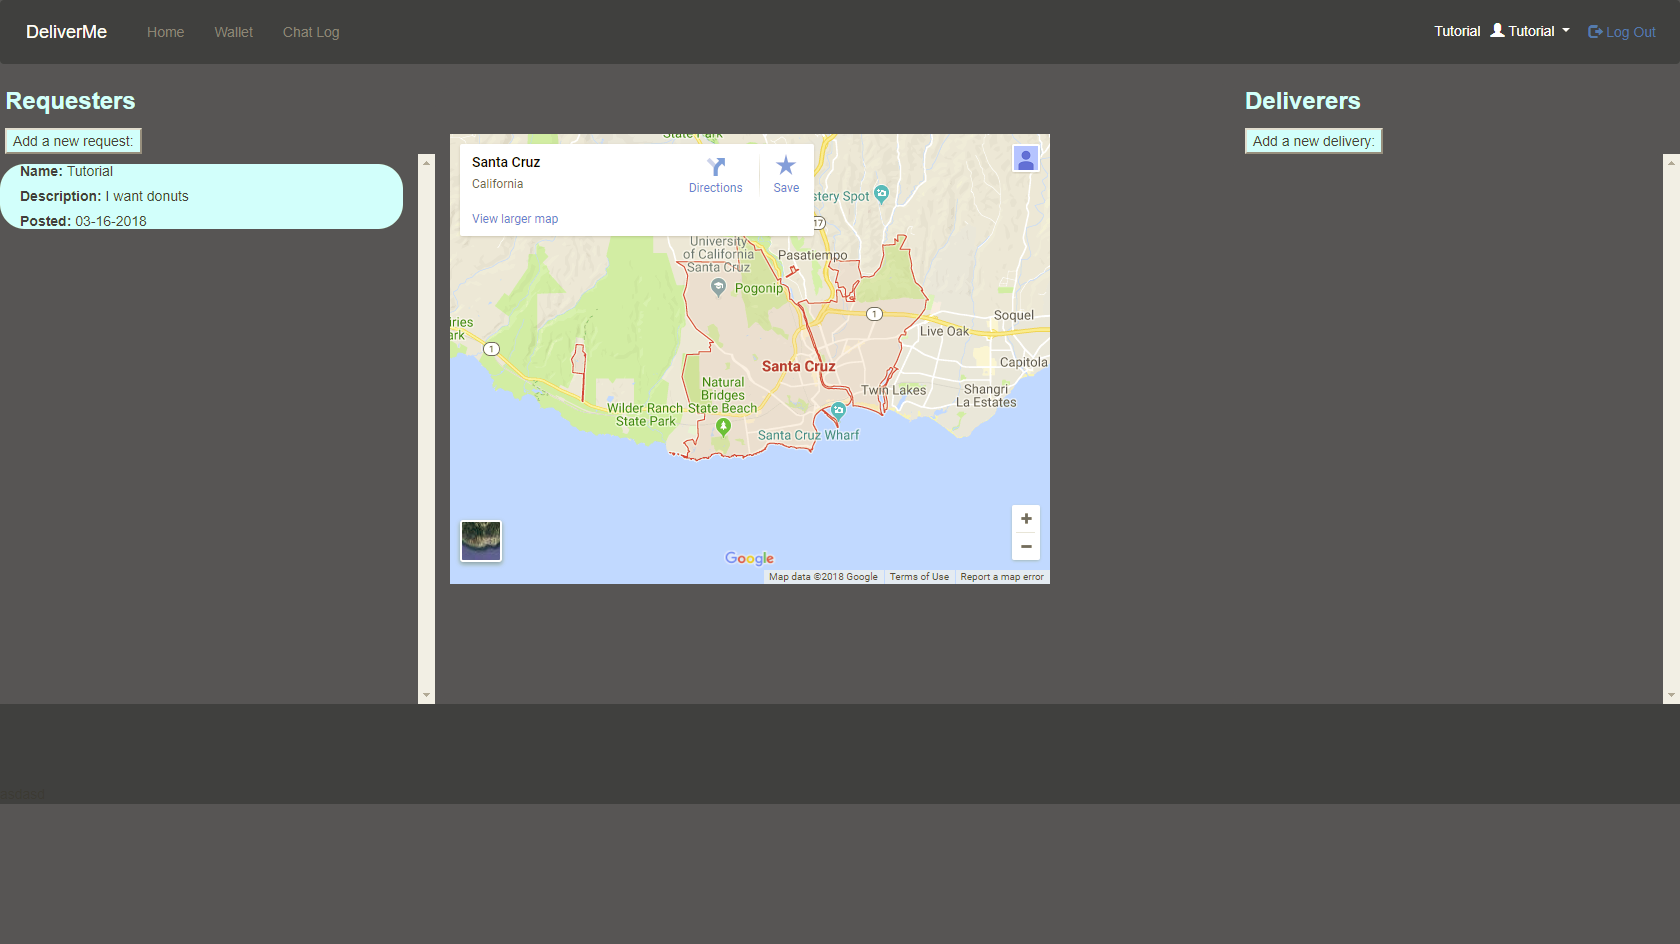 DeliverMe Home Wallet Chat Log Tutorial Tutorial Log Out
Requesters
Add a new request:
Name: Tutorial
Description: I want donuts
Posted: 03-16-2018
Santa Cruz
California
Directions
Save
View larger map
State Park
stery Spot
17
University
of California
Santa Cruz
Pasatiempo
Pogonip
1
Soquel
Live Oak
iries
ark
1
Capitola
Santa Cruz
Natural
Bridges
State Beach
Twin Lakes
Shangri
La Estates
Wilder Ranch
State Park
Santa Cruz Wharf
Google
Map data ©2018 Google Terms of Use Report a map error
Deliverers
Add a new delivery: